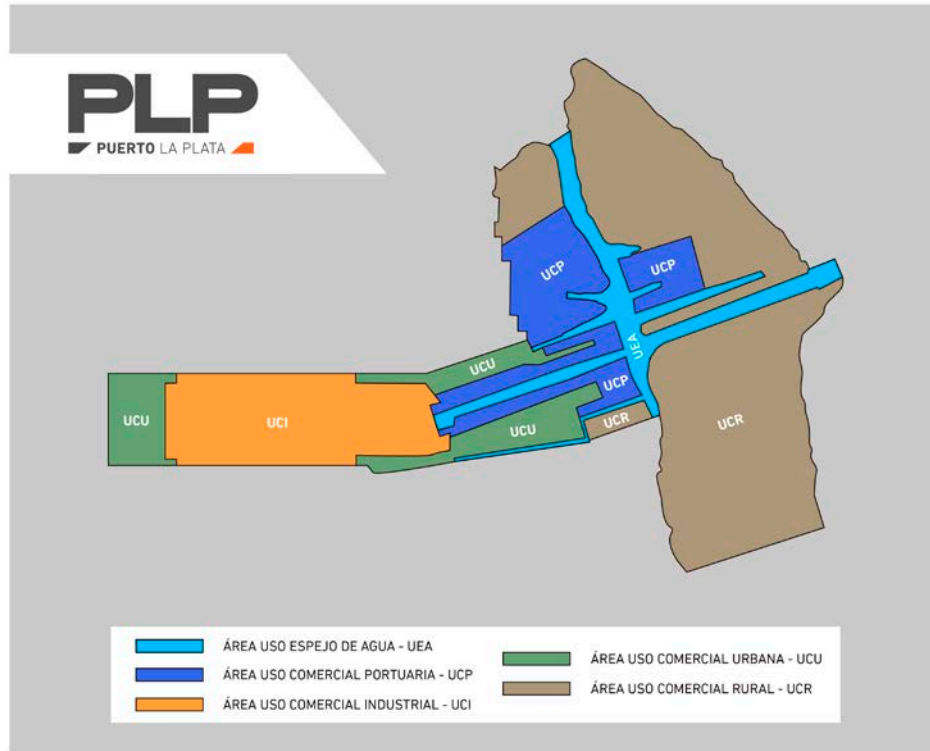 PLP
PUERTO LA PLATA
UCP
UCP
UEA
UCU
UCP
UCU
UCI
UCU
UCR
UCR
ÁREA USO ESPEJO DE AGUA - UEA
ÁREA USO COMERCIAL PORTUARIA - UCP
ÁREA USO COMERCIAL INDUSTRIAL - UCI
ÁREA USO COMERCIAL URBANA - UCU
ÁREA USO COMERCIAL RURAL - UCR